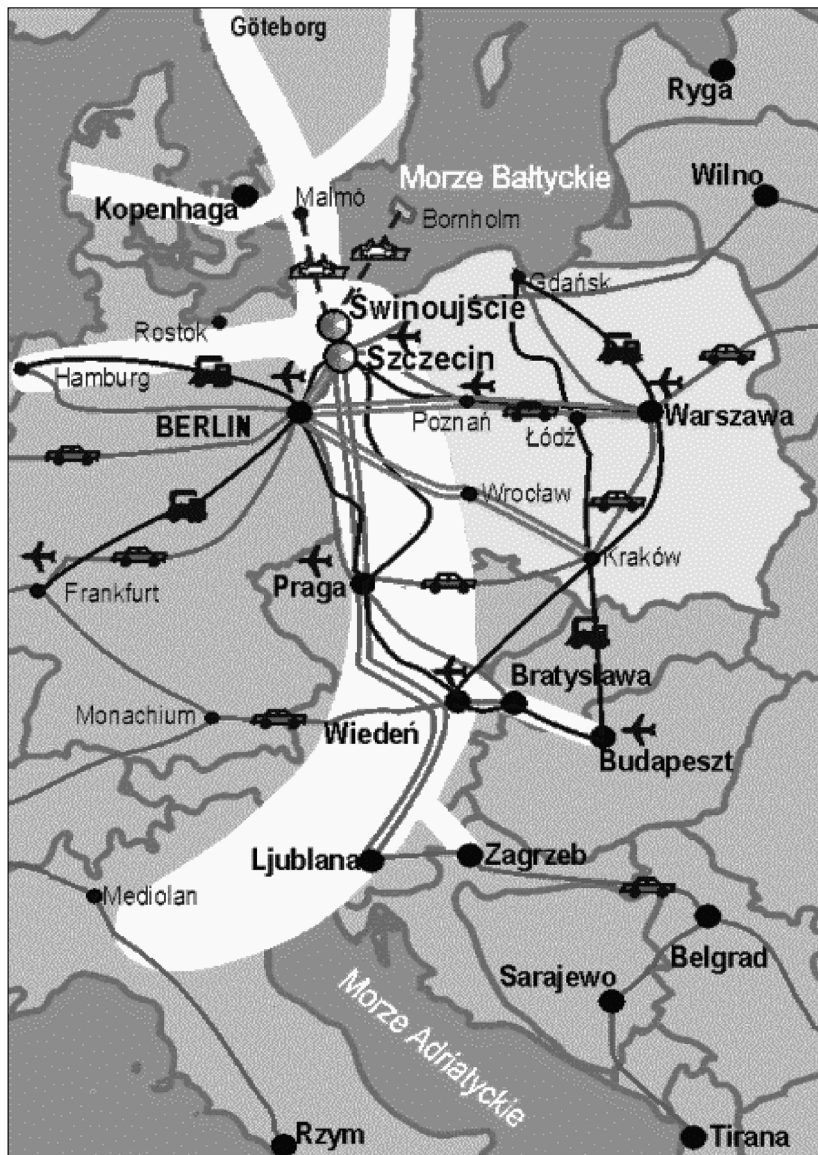 Göteborg
Ryga
Morze Bałtyckie
Wilno
Kopenhaga
Malmó
Bornholm
Gdańsk
Świnoujście
Rostok
Szczecin
Hamburg
BERLIN
Poznań
Łódź
Warszawa
Wrocław
Kraków
Frankfurt
Praga
Bratysława
Monachium
Wiedeń
Budapeszt
Ljublana
Zagrzeb
Mediolan
Belgrad
Sarajewo
Morze Adriatyckie
Rzym
Tirana